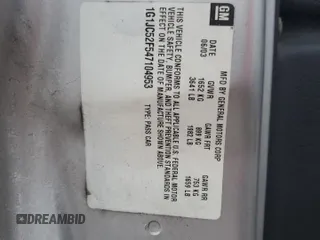 GM
MFD BY GENERAL MOTORS CORP
DATE GVWR GAWR FRT GAWR RR
06/03 1652 KG 899 KG 753 KG
3641 LB 1982 LB 1659 LB
THIS VEHICLE CONFORMS TO ALL APPLICABLE U.S. FEDERAL MOTOR
VEHICLE SAFETY, BUMPER, AND THEFT PREVENTION STANDARDS IN
EFFECT ON THE DATE OF MANUFACTURE SHOWN ABOVE.
1G1JC52F547104953 TYPE: PASS CAR
DREAMBID